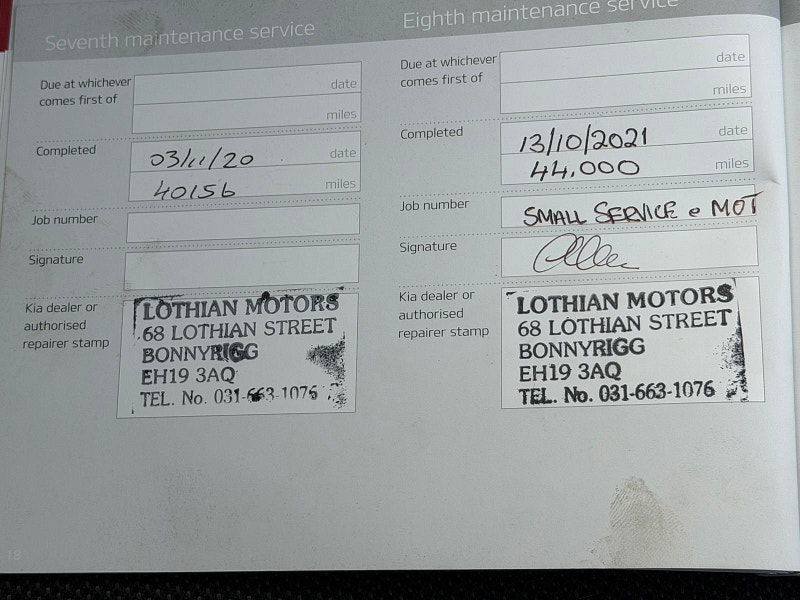 Seventh maintenance service
Due at whichever
comes first of
date
miles
Completed
03/11/20 date
40156 miles
Job number
Signature
Kia dealer or
authorised
repairer stamp
LOTHIAN MOTORS
68 LOTHIAN STREET
BONNYRIGG
EH19 3AQ
TEL. No. 031-663-1076
18
Eighth maintenance service
Due at whichever
comes first of
date
miles
Completed
13/10/2021 date
44,000 miles
Job number
SMALL SERVICE e MOT
Signature
Kia dealer or
authorised
repairer stamp
LOTHIAN MOTORS
68 LOTHIAN STREET
BONNYRIGG
EH19 3AQ
TEL. No. 031-663-1076